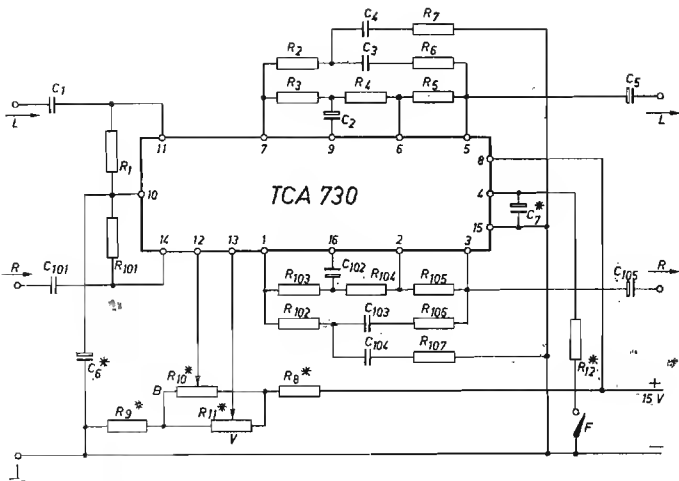 C4 R7
R2 C3 R6
R3 R4 R5
C1 C2 C5
L L
11 7 9 6 5
8
R1
10 TCA 730 4
C7*
15
R101
14 12 13 1 16 2 3
R C101 C102 R
R103 R104 R105 C105
R102 C103 R106
C104 R107
C6* R10* R8* R12*
B
+
15 V
R9* R11*
V F
−